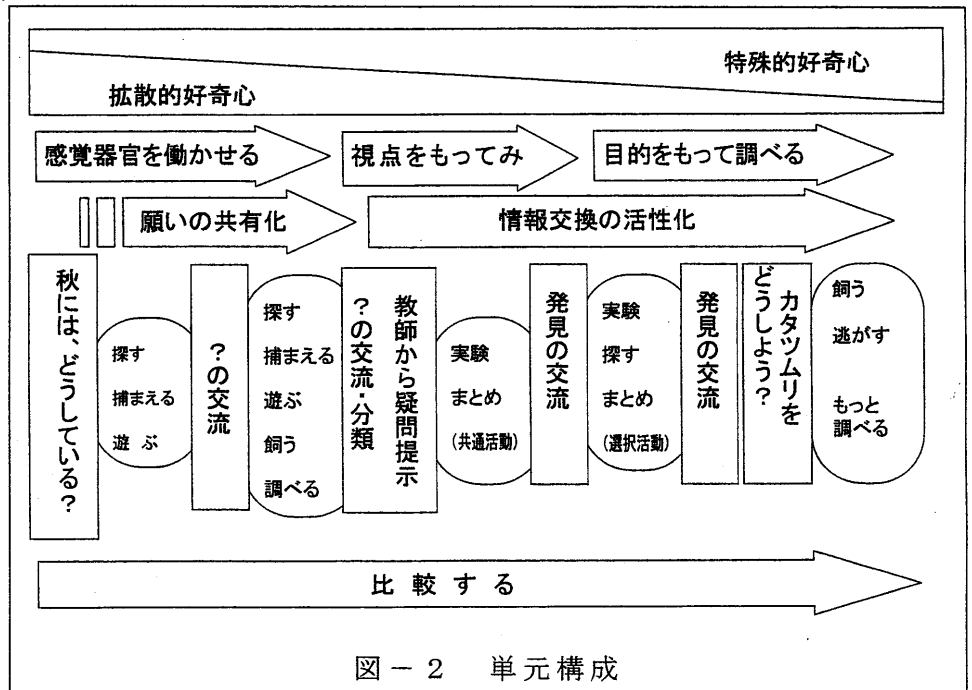 特殊的好奇心
拡散的好奇心
感覚器官を働かせる
視点をもってみ
目的をもって調べる
願いの共有化
情報交換の活性化
秋には、どうしている?
探す
捕まえる
遊ぶ
?の交流
探す
捕まえる
遊ぶ
飼う
調べる
教師から疑問提示
?の交流・分類
実験
まとめ
(共通活動)
発見の交流
実験
探す
まとめ
(選択活動)
発見の交流
カタツムリを
どうしよう?
飼う
逃がす
もっと
調べる
比較する
図-2 単元構成